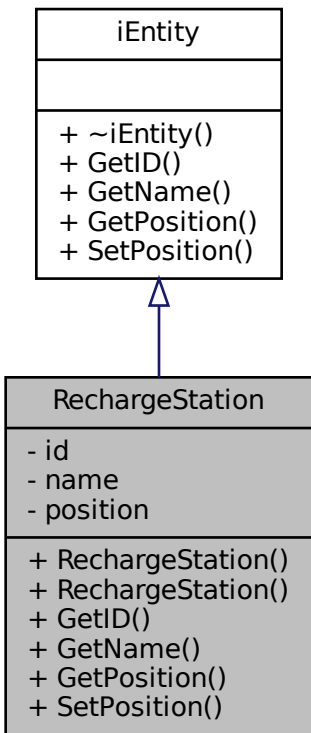 iEntity
+ ~iEntity()
+ GetID()
+ GetName()
+ GetPosition()
+ SetPosition()
RechargeStation
- id
- name
- position
+ RechargeStation()
+ RechargeStation()
+ GetID()
+ GetName()
+ GetPosition()
+ SetPosition()